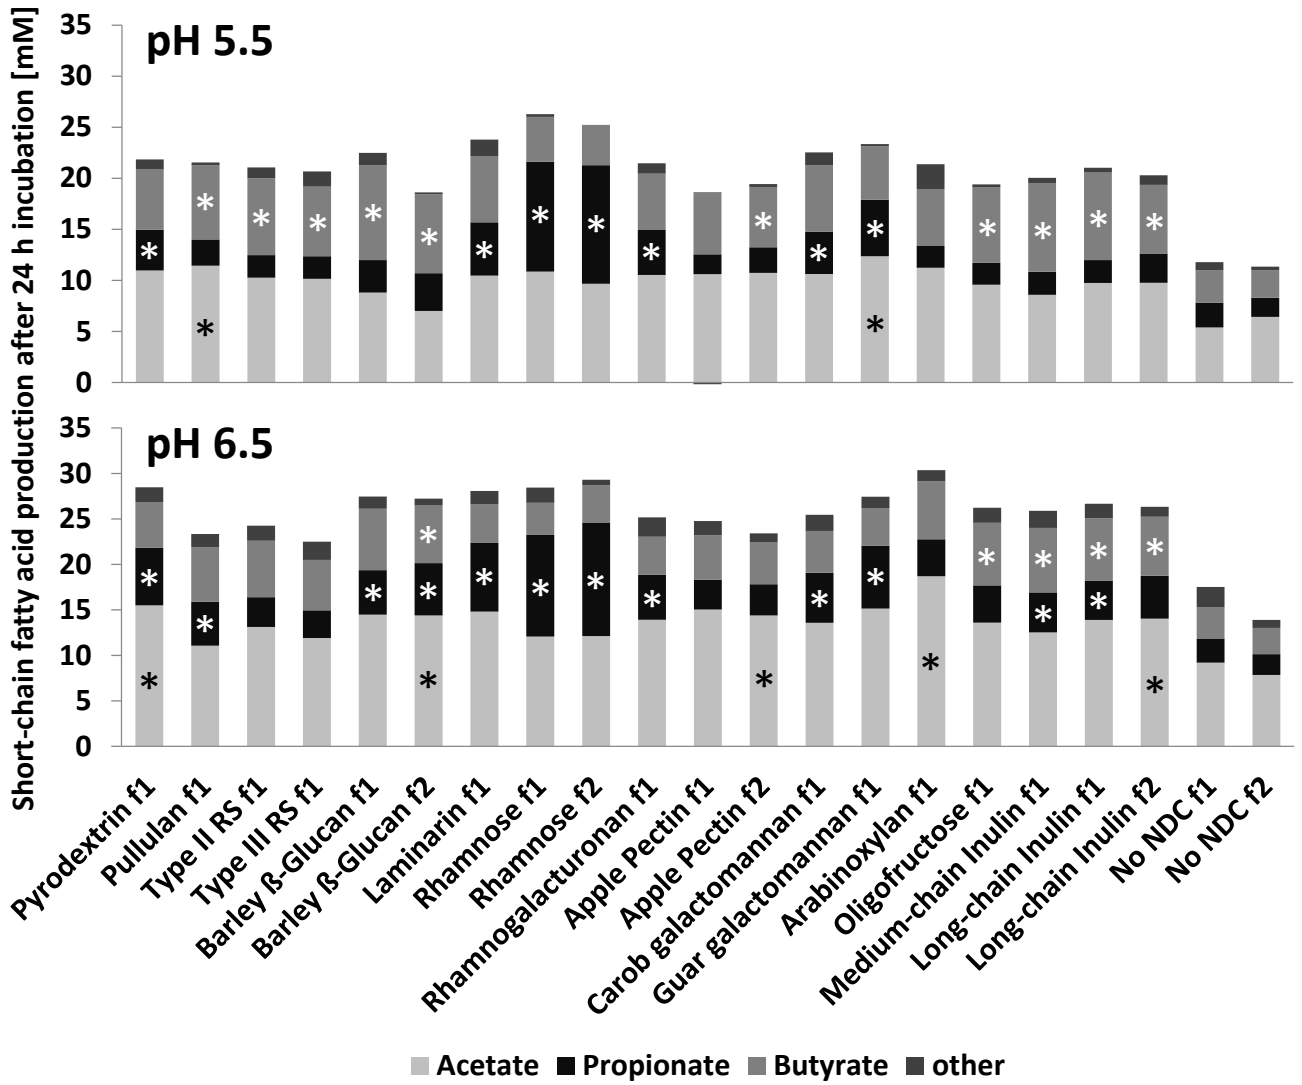 Short-chain fatty acid production after 24 h incubation [mM]
pH 5.5
35
30
25
20
15
10
5
0
* * * * * * * * * * * * * * * * * *
* *
pH 6.5
35
30
25
20
15
10
5
0
* * * * * * * * * * * * * * * *
* * * * *
Pyrodextrin f1
Pullulan f1
Type II RS f1
Type III RS f1
Barley ß-Glucan f1
Barley ß-Glucan f2
Laminarin f1
Rhamnose f1
Rhamnose f2
Rhamnogalacturonan f1
Apple Pectin f1
Apple Pectin f2
Carob galactomannan f1
Guar galactomannan f1
Arabinoxylan f1
Oligofructose f1
Medium-chain Inulin f1
Long-chain Inulin f1
Long-chain Inulin f2
No NDC f1
No NDC f2
Acetate Propionate Butyrate other